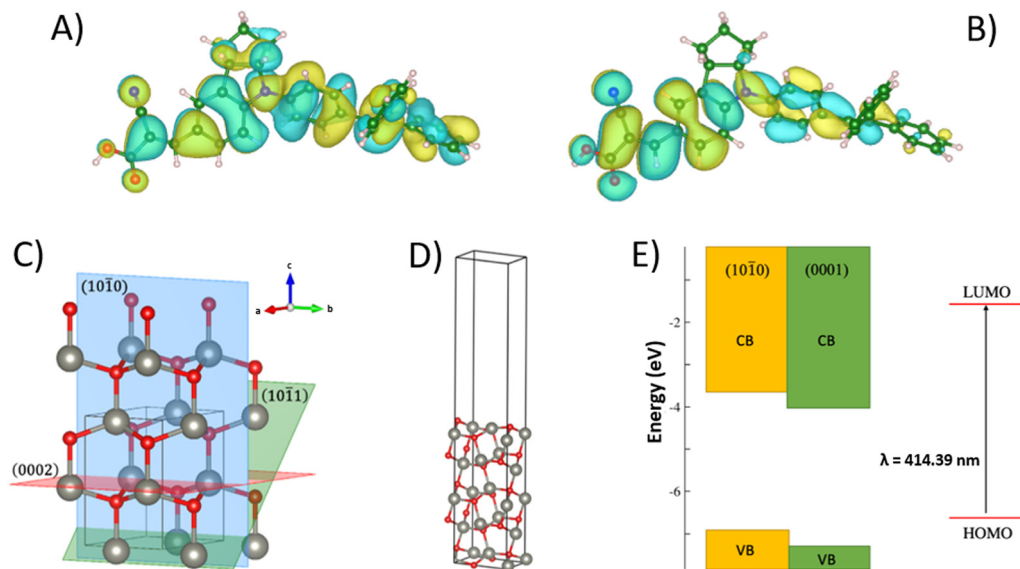 A)
B)
C)
(101̅0)
c
a
b
(101̅1)
(0002)
D)
E)
Energy (eV)
-2
-4
-6
(101̅0)
(0001)
CB
CB
VB
VB
LUMO
λ = 414.39 nm
HOMO